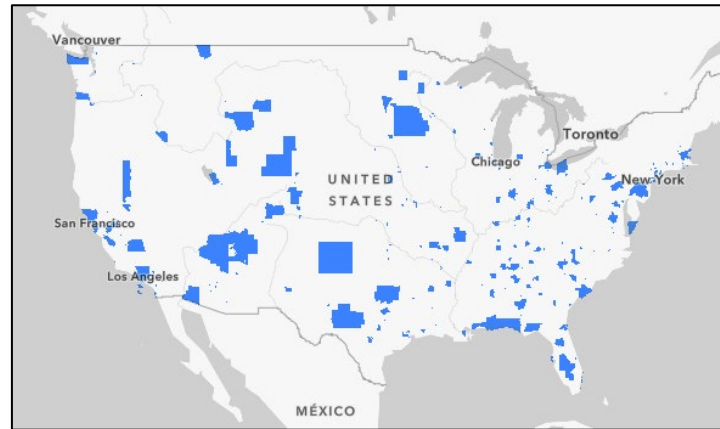 Vancouver
Toronto
Chicago
New York
UNITED
STATES
San Francisco
Los Angeles
MÉXICO